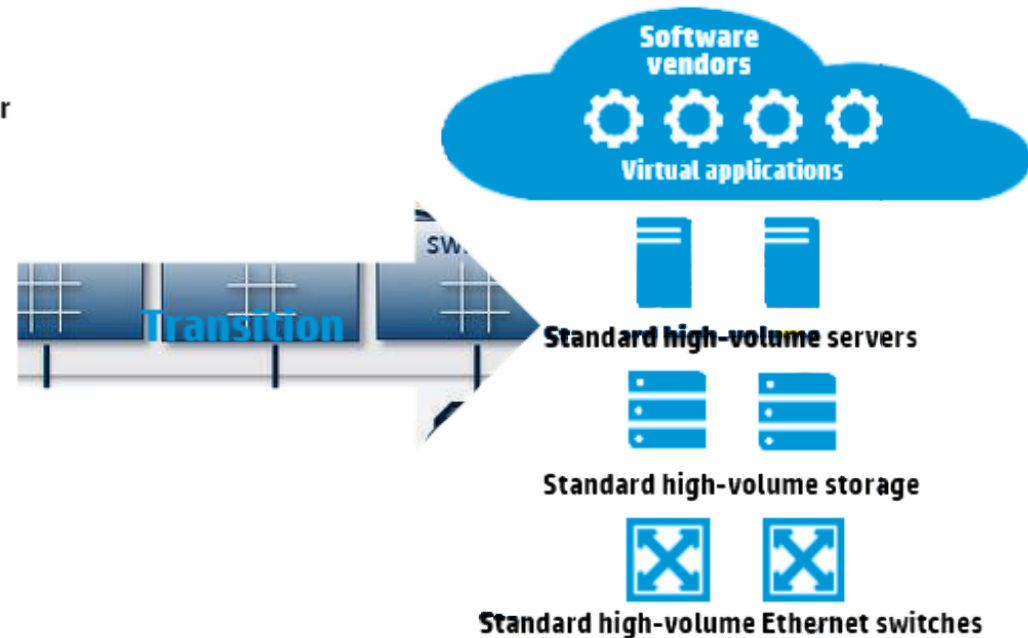 Software
vendors
Virtual applications
Transition
Standard high-volume servers
Standard high-volume storage
Standard high-volume Ethernet switches